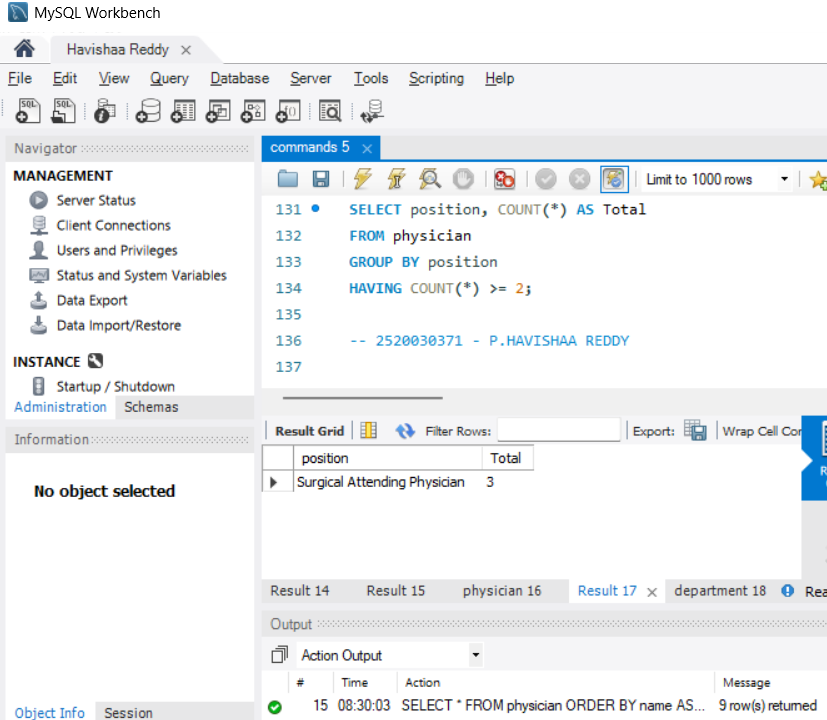 MySQL Workbench
Havishaa Reddy
File Edit View Query Database Server Tools Scripting Help
SQL SQL
Navigator
MANAGEMENT
Server Status
Client Connections
Users and Privileges
Status and System Variables
Data Export
Data Import/Restore
INSTANCE
Startup / Shutdown
Administration Schemas
Information
No object selected
Object Info Session
commands 5
Limit to 1000 rows
131 SELECT position, COUNT(*) AS Total
132 FROM physician
133 GROUP BY position
134 HAVING COUNT(*) >= 2;
135
136 -- 2520030371 - P.HAVISHAA REDDY
137
Result Grid Filter Rows: Export: Wrap Cell Cor
position Total
Surgical Attending Physician 3
Result 14 Result 15 physician 16 Result 17 department 18 Rea
Output
Action Output
# Time Action Message
15 08:30:03 SELECT * FROM physician ORDER BY name AS... 9 row(s) returned